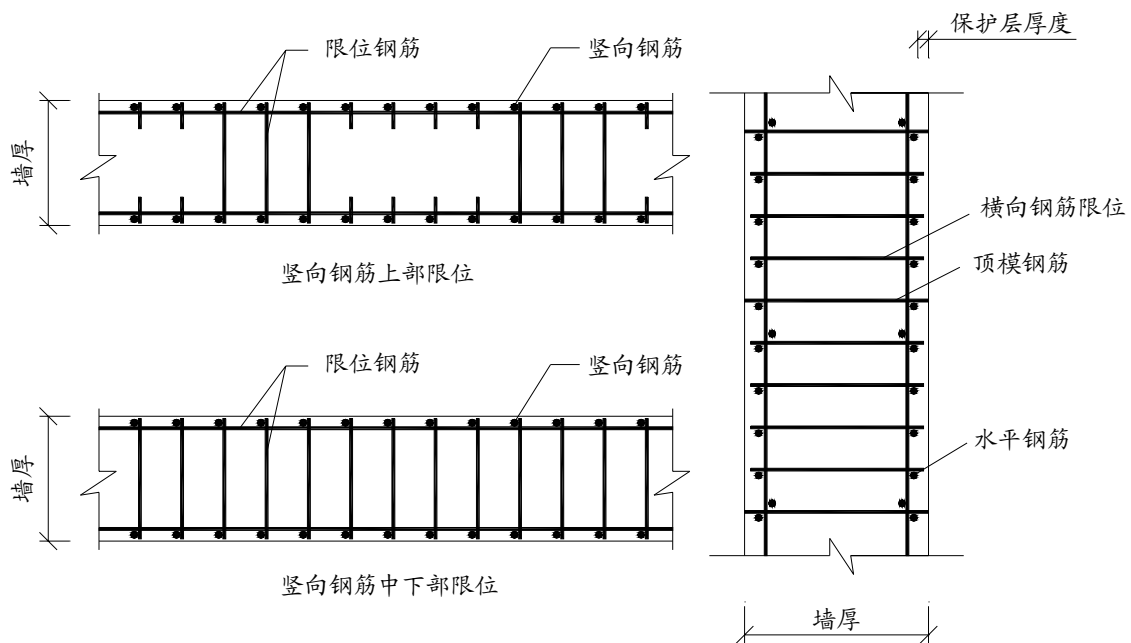 限位钢筋
竖向钢筋
墙厚
竖向钢筋上部限位
限位钢筋
竖向钢筋
墙厚
竖向钢筋中下部限位
保护层厚度
横向钢筋限位
顶模钢筋
水平钢筋
墙厚